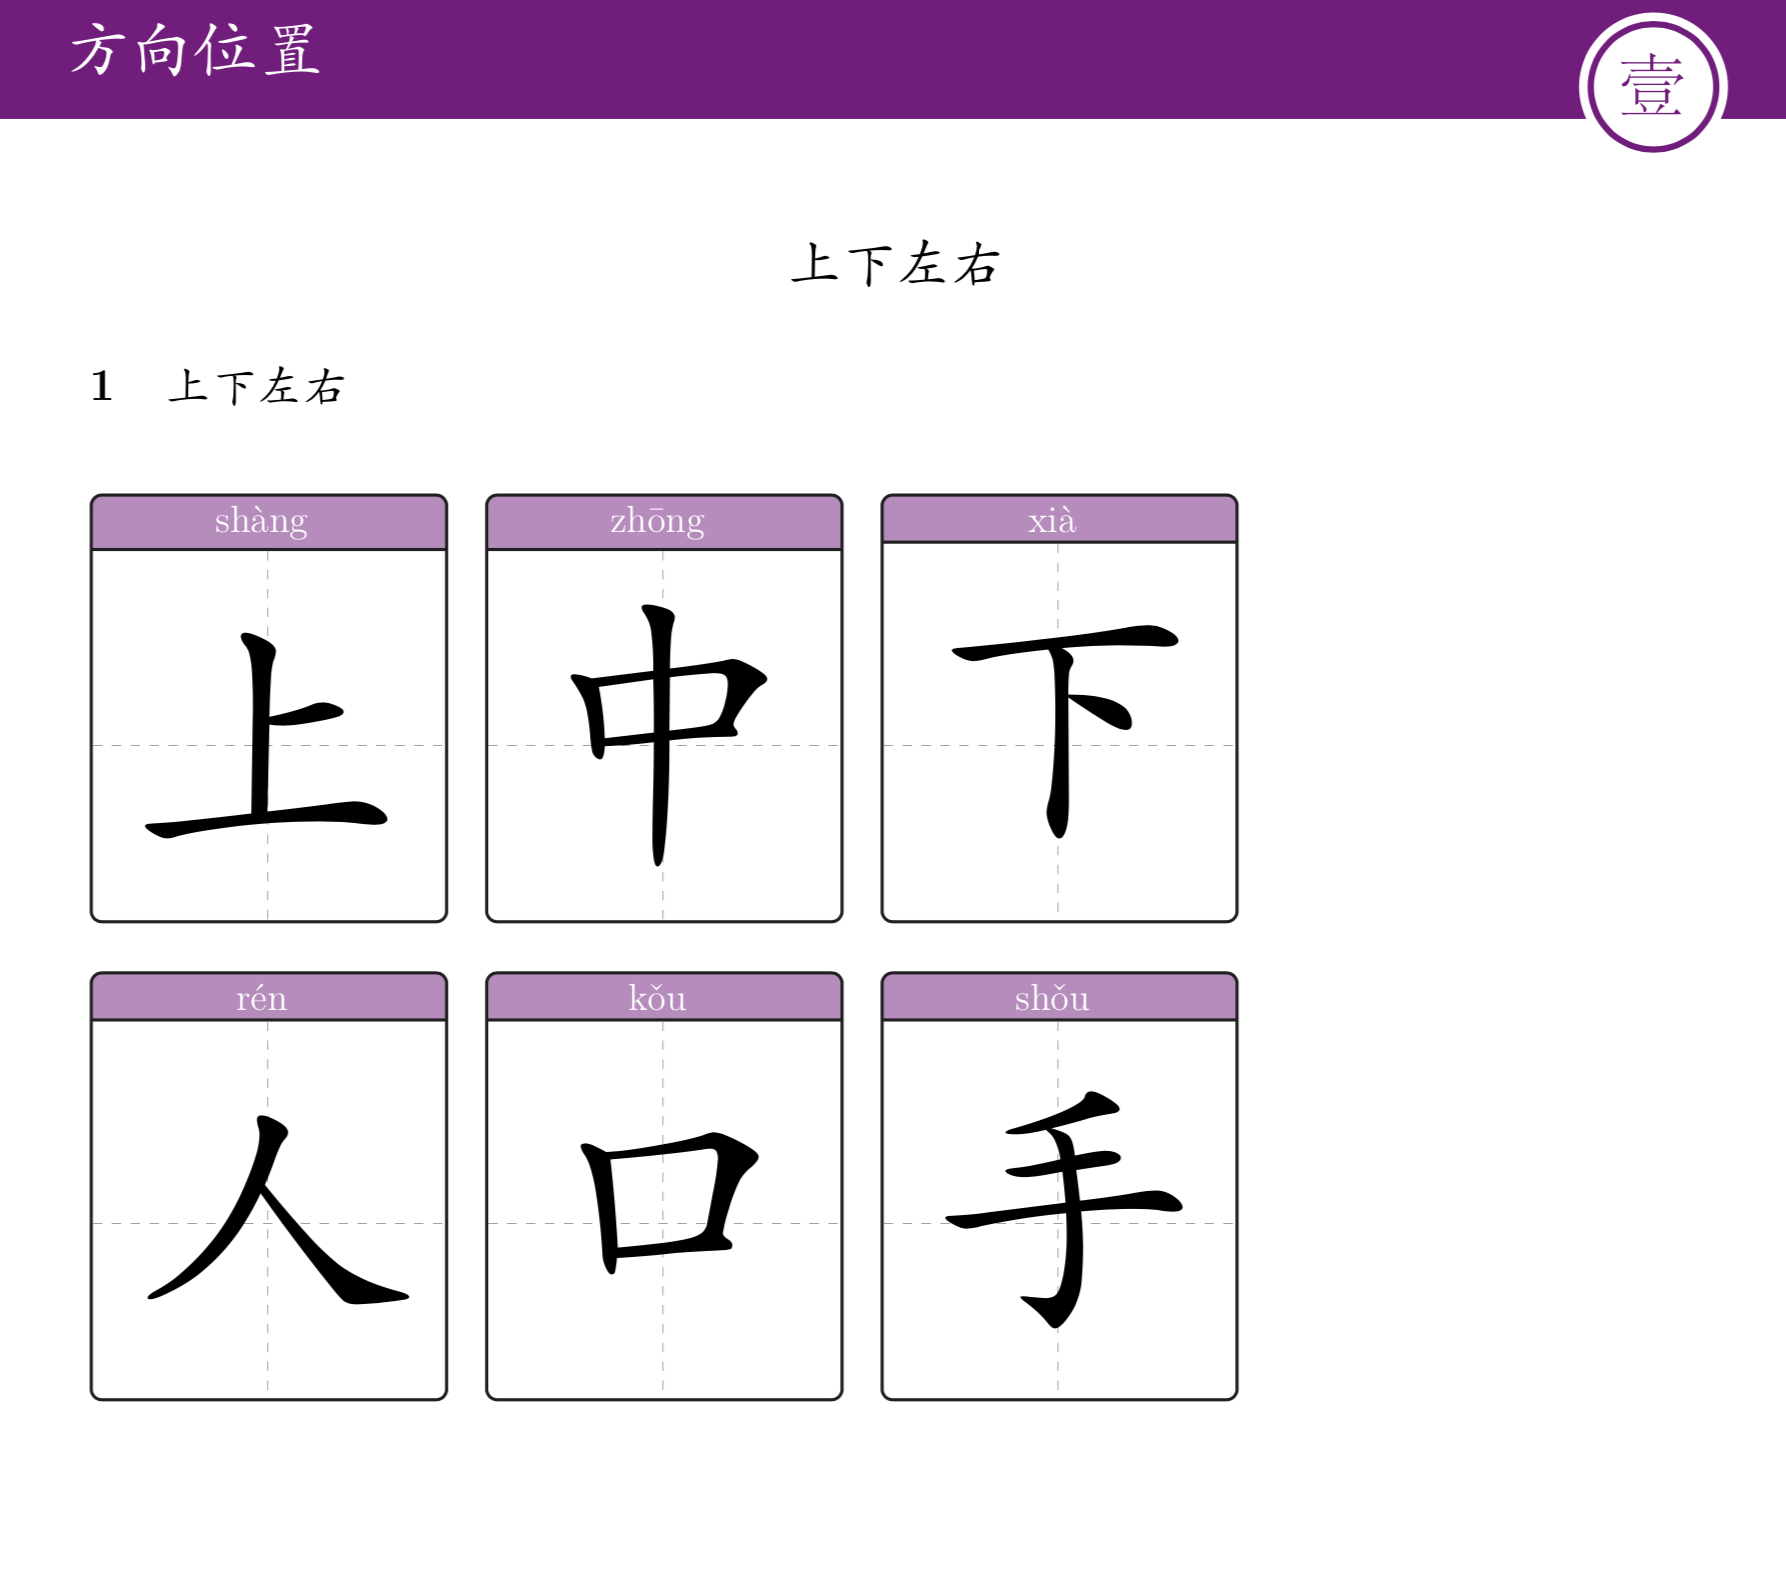 方向位置
壹
上下左右
1 上下左右
shàng zhōng xià
上 中 下
rén kǒu shǒu
人 口 手